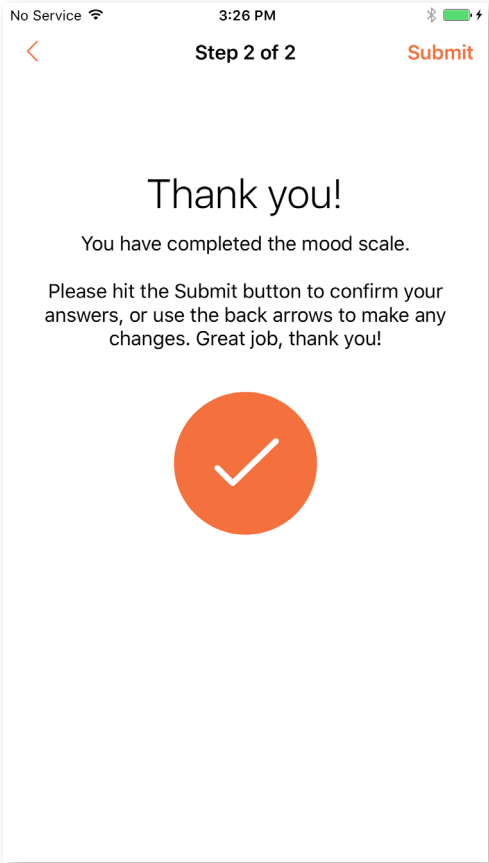 No Service 3:26 PM
Step 2 of 2 Submit
Thank you!
You have completed the mood scale.
Please hit the Submit button to confirm your
answers, or use the back arrows to make any
changes. Great job, thank you!